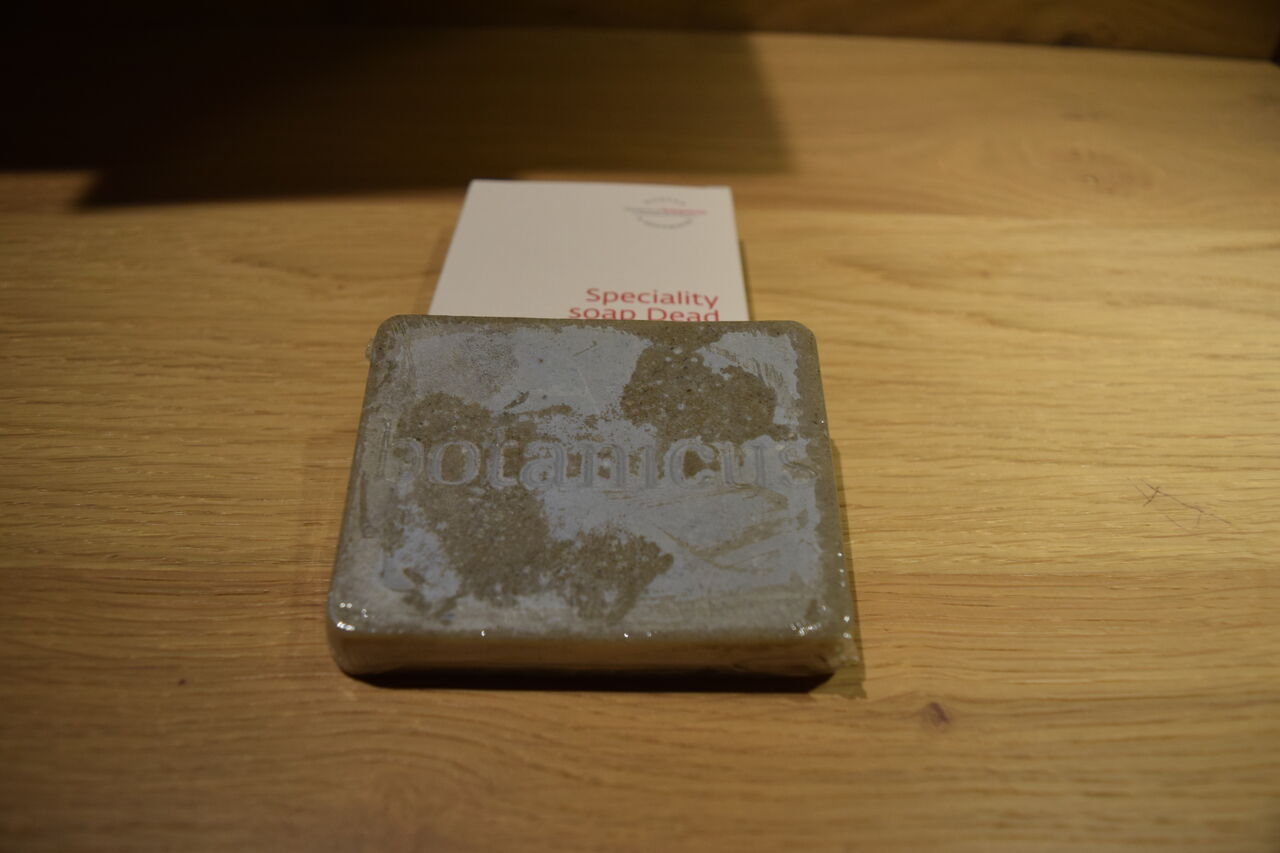 Speciality
soap Dead
botanicus